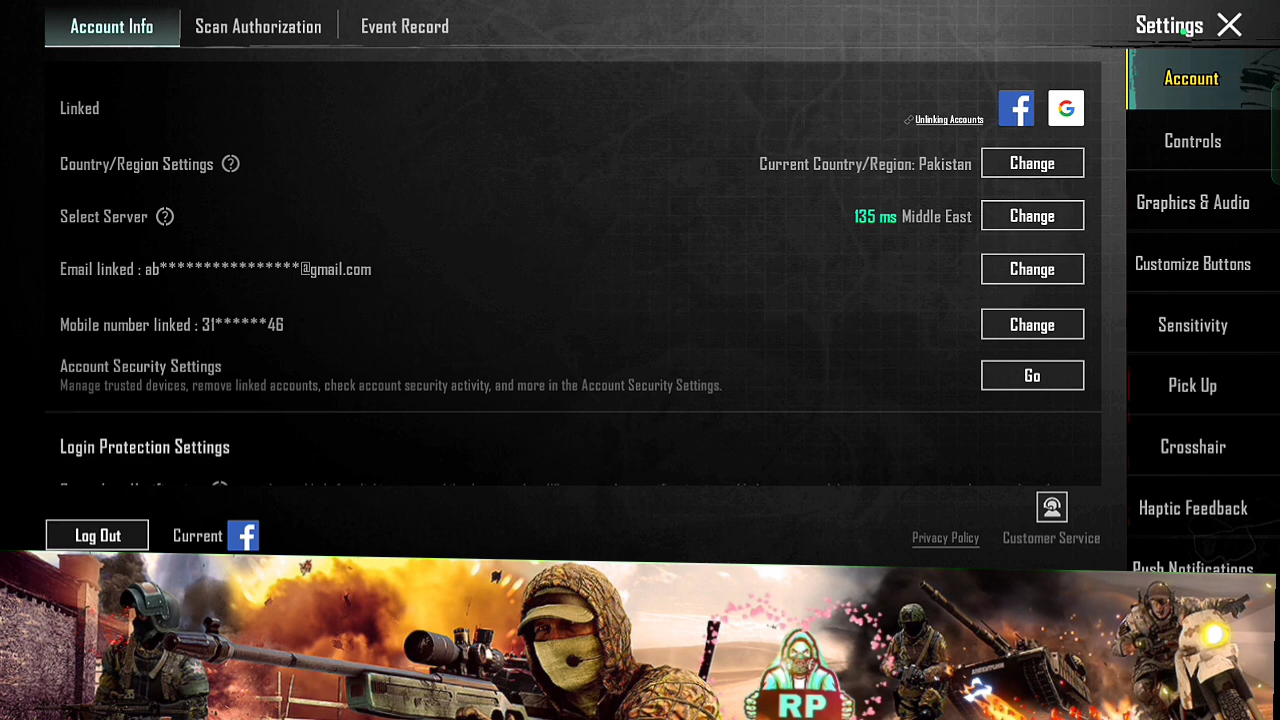 Account Info
Scan Authorization
Event Record
Settings
Account
Linked
Unlinking Accounts
Controls
Country/Region Settings ?
Current Country/Region: Pakistan
Change
Graphics & Audio
Select Server ?
135 ms Middle East
Change
Customize Buttons
Email linked : ab****************@gmail.com
Change
Sensitivity
Mobile number linked : 31******46
Change
Account Security Settings
Manage trusted devices, remove linked accounts, check account security activity, and more in the Account Security Settings.
Go
Pick Up
Login Protection Settings
Crosshair
Haptic Feedback
Log Out
Current
Privacy Policy
Customer Service
Push Notifications
RP